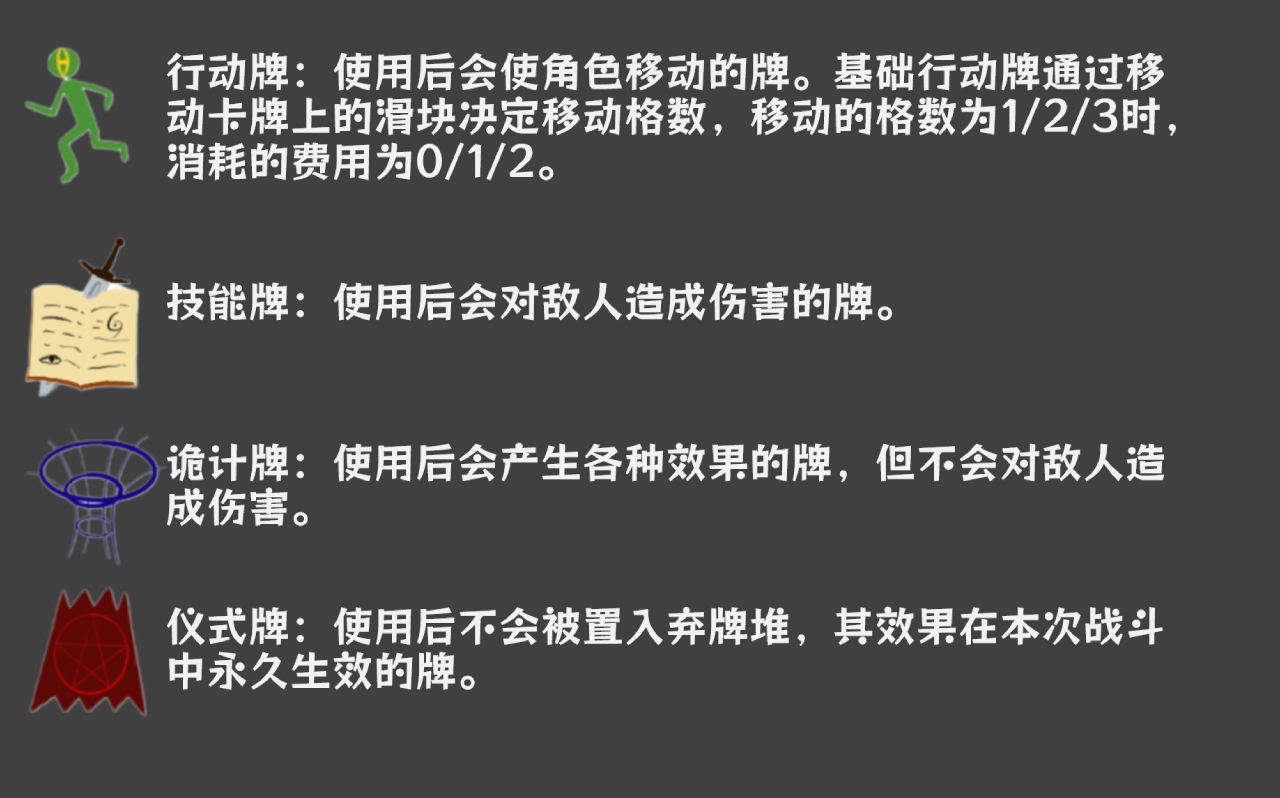 行动牌：使用后会使角色移动的牌。基础行动牌通过移
动卡牌上的滑块决定移动格数，移动的格数为1/2/3时，
消耗的费用为0/1/2。
技能牌：使用后会对敌人造成伤害的牌。
诡计牌：使用后会产生各种效果的牌，但不会对敌人造
成伤害。
仪式牌：使用后不会被置入弃牌堆，其效果在本次战斗
中永久生效的牌。